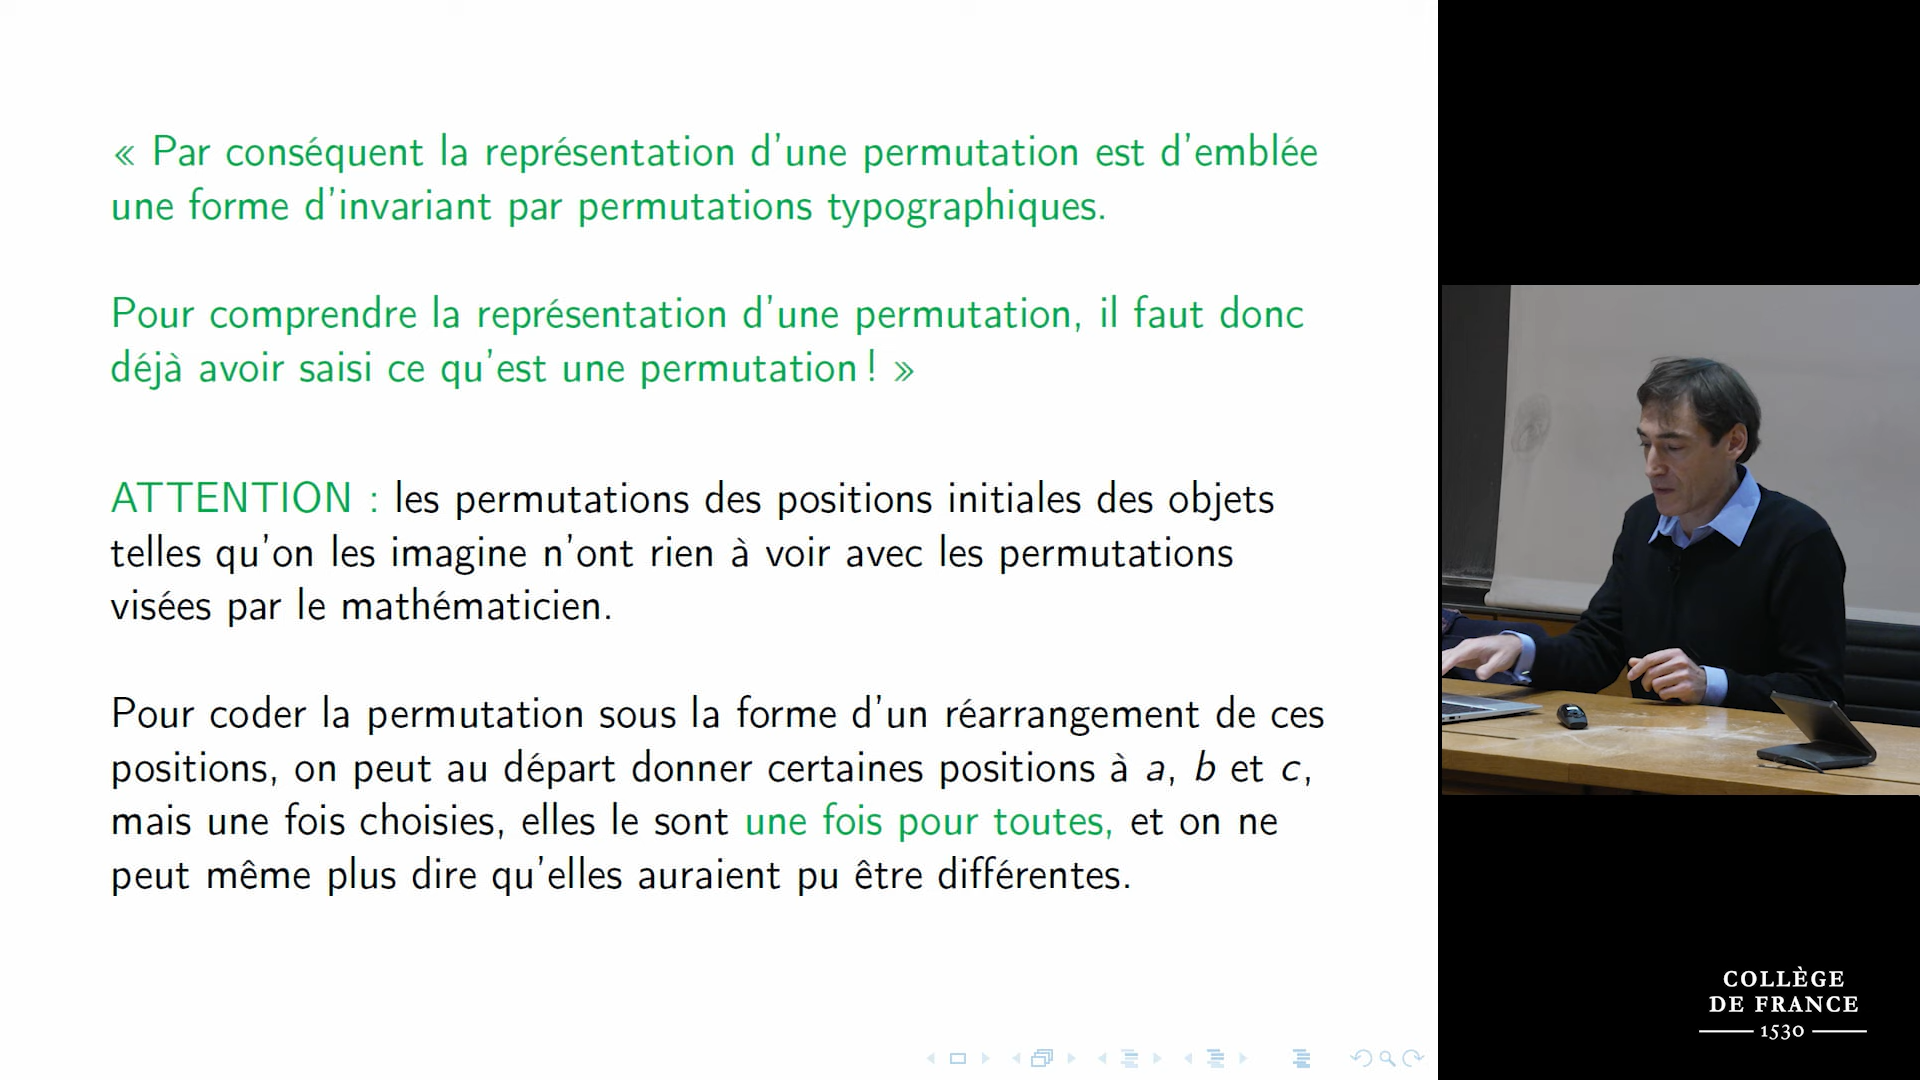 « Par conséquent la représentation d'une permutation est d'emblée
une forme d'invariant par permutations typographiques.
Pour comprendre la représentation d'une permutation, il faut donc
déjà avoir saisi ce qu'est une permutation ! »
ATTENTION : les permutations des positions initiales des objets
telles qu'on les imagine n'ont rien à voir avec les permutations
visées par le mathématicien.
Pour coder la permutation sous la forme d'un réarrangement de ces
positions, on peut au départ donner certaines positions à a, b et c,
mais une fois choisies, elles le sont une fois pour toutes, et on ne
peut même plus dire qu'elles auraient pu être différentes.
COLLÈGE
DE FRANCE
1530